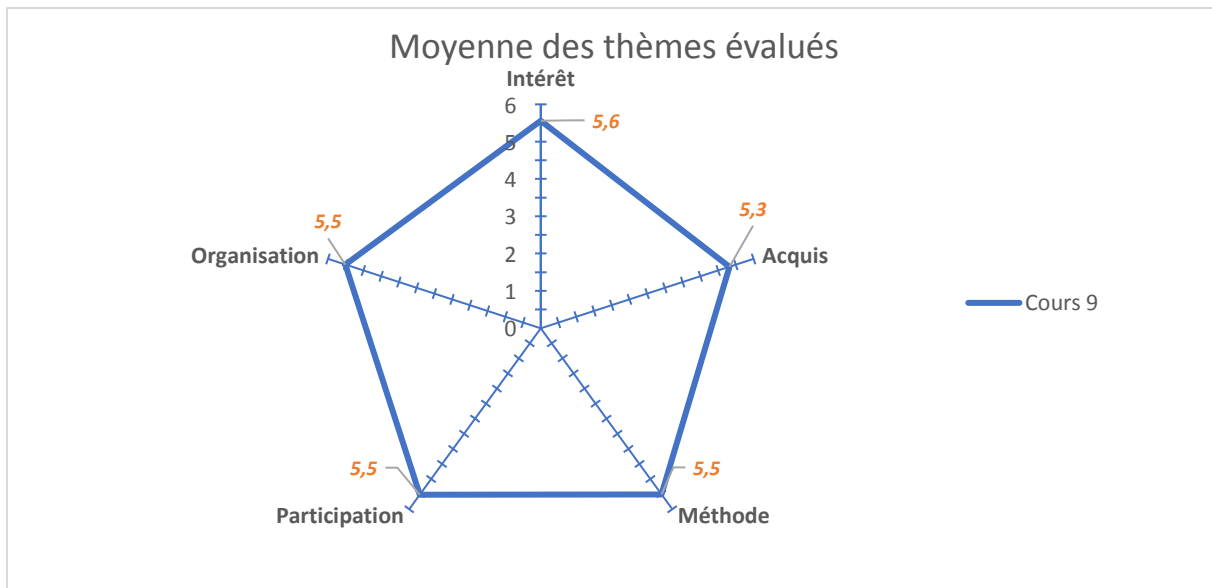 Moyenne des thèmes évalués
Intérêt
6
5,6
5
4
5,5
5,3
3
Organisation
Acquis
2
1
Cours 9
0
5,5
5,5
Participation
Méthode